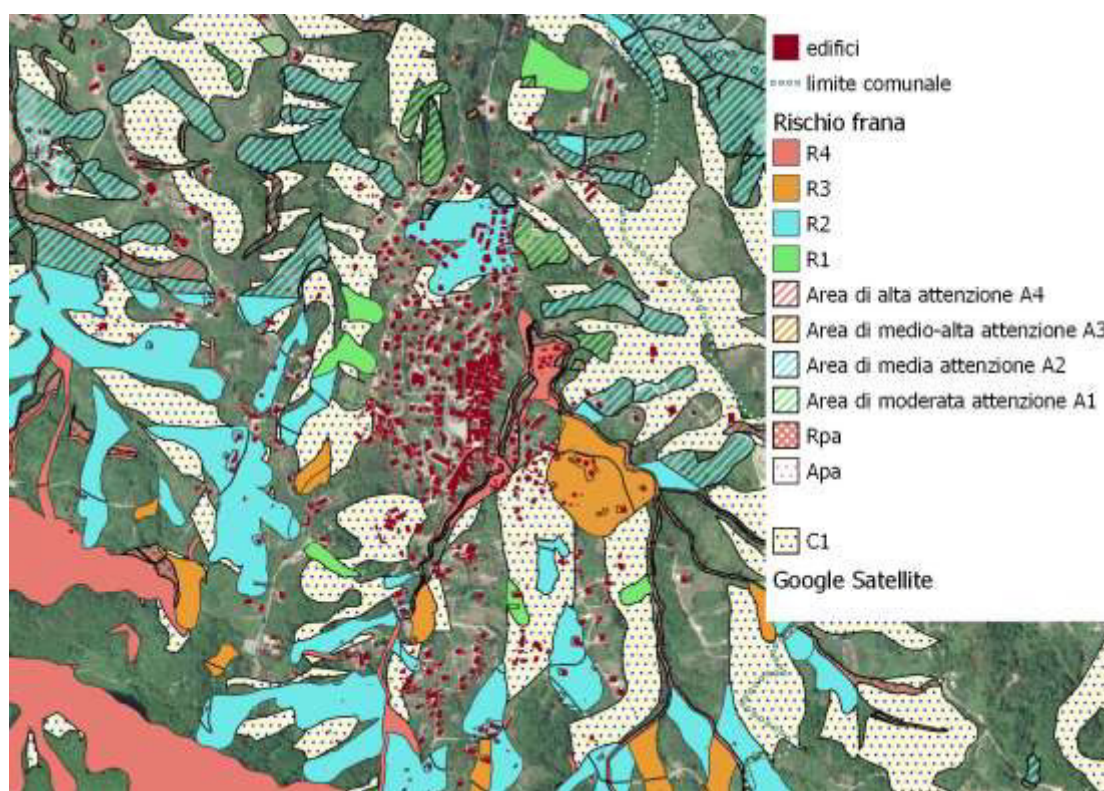 edifici
limite comunale
Rischio frana
R4
R3
R2
R1
Area di alta attenzione A4
Area di medio-alta attenzione A3
Area di media attenzione A2
Area di moderata attenzione A1
Rpa
Apa
C1
Google Satellite